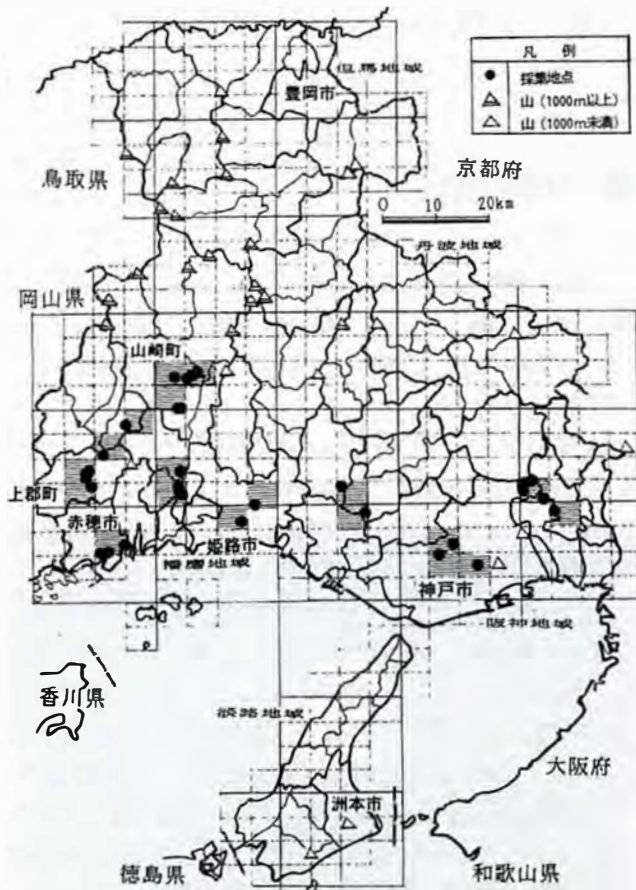 凡 例
採集地点
山 (1000m以上)
山 (1000m未満)
但馬地域
豊岡市
鳥取県
京都府
0 10 20km
丹波地域
岡山県
山崎町
上郡町
赤穂市
姫路市
播磨地域
神戸市
阪神地域
香川県
淡路地域
大阪府
洲本市
徳島県
和歌山県